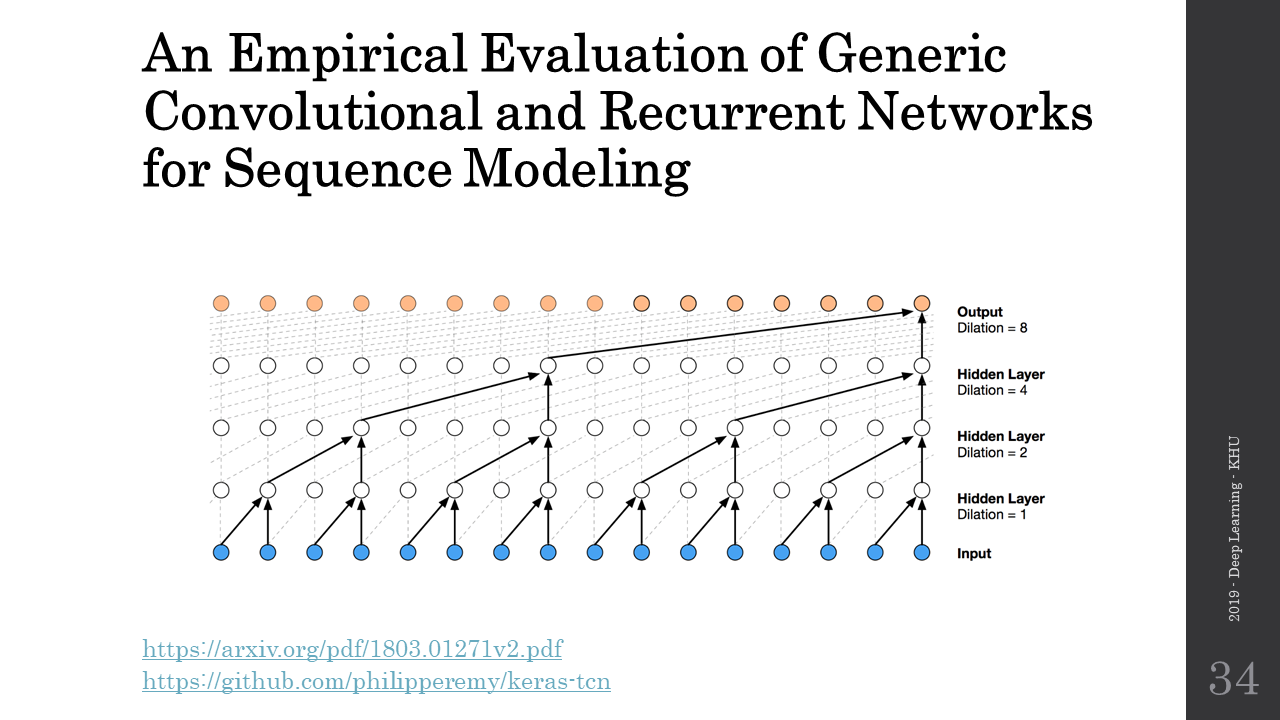 An Empirical Evaluation of Generic
Convolutional and Recurrent Networks
for Sequence Modeling
Output
Dilation = 8
Hidden Layer
Dilation = 4
Hidden Layer
Dilation = 2
Hidden Layer
Dilation = 1
Input
https://arxiv.org/pdf/1803.01271v2.pdf
https://github.com/philipperemy/keras-tcn
2019 - Deep Learning - KHU
34